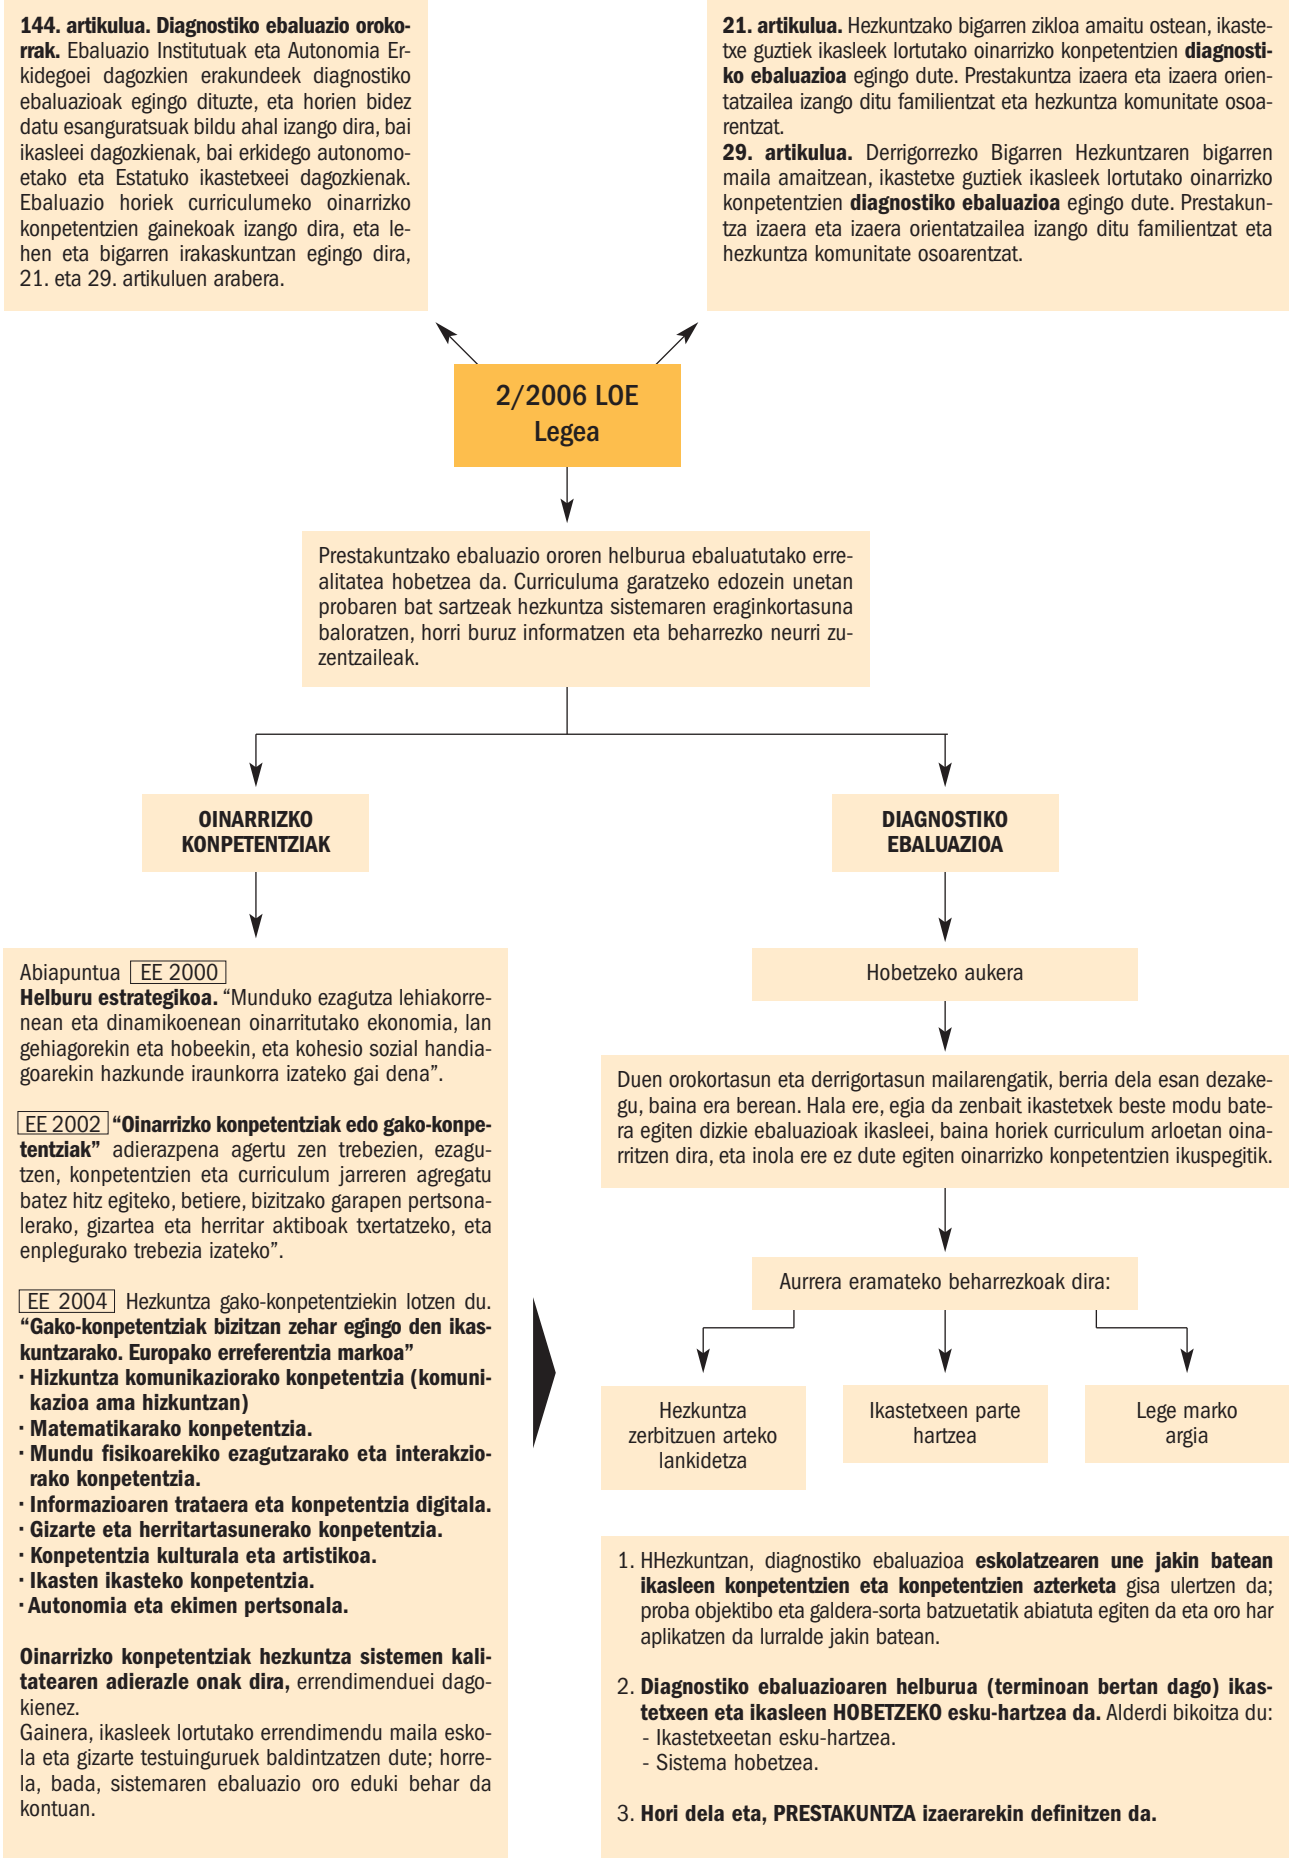 144. artikulua. Diagnostiko ebaluazio oroko-
rrak. Ebaluazio Institutuak eta Autonomia Er-
kidegoei dagozkien erakundeek diagnostiko
ebaluazioak egingo dituzte, eta horien bidez
datu esanguratsuak bildu ahal izango dira, bai
ikasleei dagozkienak, bai erkidego autonomo-
etako eta Estatuko ikastetxeei dagozkienak.
Ebaluazio horiek curriculumeko oinarrizko
konpetentzien gainekoak izango dira, eta le-
hen eta bigarren irakaskuntzan egingo dira,
21. eta 29. artikuluen arabera.
21. artikulua. Hezkuntzako bigarren zikloa amaitu ostean, ikaste-
txe guztiek ikasleek lortutako oinarrizko konpetentzien diagnosti-
ko ebaluazioa egingo dute. Prestakuntza izaera eta izaera orien-
tatzailea izango ditu familientzat eta hezkuntza komunitate osoa-
rentzat.
29. artikulua. Derrigorrezko Bigarren Hezkuntzaren bigarren
maila amaitzean, ikastetxe guztiek ikasleek lortutako oinarrizko
konpetentzien diagnostiko ebaluazioa egingo dute. Prestakun-
tza izaera eta izaera orientatzailea izango ditu familientzat eta
hezkuntza komunitate osoarentzat.
2/2006 LOE
Legea
Prestakuntzako ebaluazio ororen helburua ebaluatutako erre-
alitatea hobetzea da. Curriculuma garatzeko edozein unetan
probaren bat sartzeak hezkuntza sistemaren eraginkortasuna
baloratzen, horri buruz informatzen eta beharrezko neurri zu-
zentzaileak.
OINARRIZKO
KONPETENTZIAK
DIAGNOSTIKO
EBALUAZIOA
Abiapuntua EE 2000
Helburu estrategikoa. “Munduko ezagutza lehiakorre-
nean eta dinamikoenean oinarritutako ekonomia, lan
gehiagorekin eta hobeekin, eta kohesio sozial handia-
goarekin hazkunde iraunkorra izateko gai dena”.
EE 2002 “Oinarrizko konpetentziak edo gako-konpe-
tentziak” adierazpena agertu zen trebezien, ezagu-
tzen, konpetentzien eta curriculum jarreren agregatu
batez hitz egiteko, betiere, bizitzako garapen pertsona-
lerako, gizartea eta herritar aktiboak txertatzeko, eta
enplegurako trebezia izateko”.
EE 2004 Hezkuntza gako-konpetentziekin lotzen du.
“Gako-konpetentziak bizitzan zehar egingo den ikas-
kuntzarako. Europako erreferentzia markoa”
· Hizkuntza komunikaziorako konpetentzia (komuni-
kazioa ama hizkuntzan)
· Matematikarako konpetentzia.
· Mundu fisikoarekiko ezagutzarako eta interakzio-
rako konpetentzia.
· Informazioaren trataera eta konpetentzia digitala.
· Gizarte eta herritartasunerako konpetentzia.
· Konpetentzia kulturala eta artistikoa.
· Ikasten ikasteko konpetentzia.
· Autonomia eta ekimen pertsonala.
Oinarrizko konpetentziak hezkuntza sistemen kali-
tatearen adierazle onak dira, errendimenduei dago-
kienez.
Gainera, ikasleek lortutako errendimendu maila esko-
la eta gizarte testuinguruek baldintzatzen dute; horre-
la, bada, sistemaren ebaluazio oro eduki behar da
kontuan.
Hobetzeko aukera
Duen orokortasun eta derrigortasun mailarengatik, berria dela esan dezake-
gu, baina era berean. Hala ere, egia da zenbait ikastetxek beste modu bate-
ra egiten dizkie ebaluazioak ikasleei, baina horiek curriculum arloetan oina-
rritzen dira, eta inola ere ez dute egiten oinarrizko konpetentzien ikuspegitik.
Aurrera eramateko beharrezkoak dira:
Hezkuntza
zerbitzuen arteko
lankidetza
Ikastetxeen parte
hartzea
Lege marko
argia
1. HHezkuntzan, diagnostiko ebaluazioa eskolatzearen une jakin batean
ikasleen konpetentzien eta konpetentzien azterketa gisa ulertzen da;
proba objektibo eta galdera-sorta batzuetatik abiatuta egiten da eta oro har
aplikatzen da lurralde jakin batean.
2. Diagnostiko ebaluazioaren helburua (terminoan bertan dago) ikas-
tetxeen eta ikasleen HOBETZEKO esku-hartzea da. Alderdi bikoitza du:
- Ikastetxeetan esku-hartzea.
- Sistema hobetzea.
3. Hori dela eta, PRESTAKUNTZA izaerarekin definitzen da.